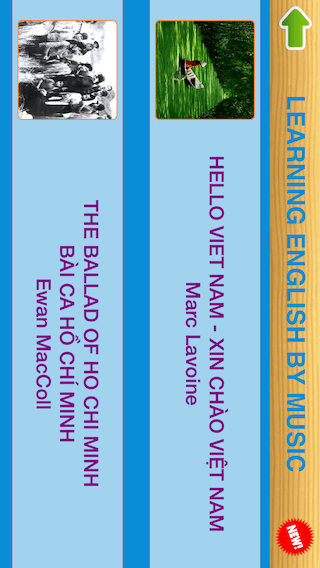 LEARNING ENGLISH BY MUSIC
NEW!
HELLO VIET NAM - XIN CHÀO VIỆT NAM
Marc Lavoine
THE BALLAD OF HO CHI MINH
BÀI CA HỒ CHÍ MINH
Ewan MacColl